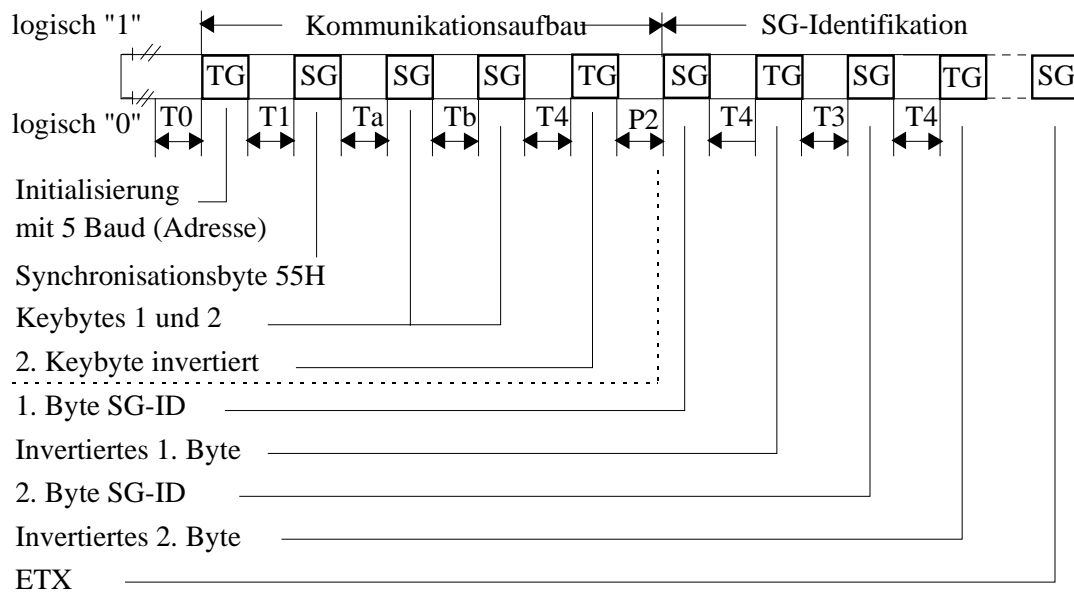 logisch "1" Kommunikationsaufbau SG-Identifikation
TG SG SG SG TG SG TG SG TG SG
logisch "0" T0 T1 Ta Tb T4 P2 T4 T3 T4
Initialisierung
mit 5 Baud (Adresse)
Synchronisationsbyte 55H
Keybytes 1 und 2
2. Keybyte invertiert
1. Byte SG-ID
Invertiertes 1. Byte
2. Byte SG-ID
Invertiertes 2. Byte
ETX